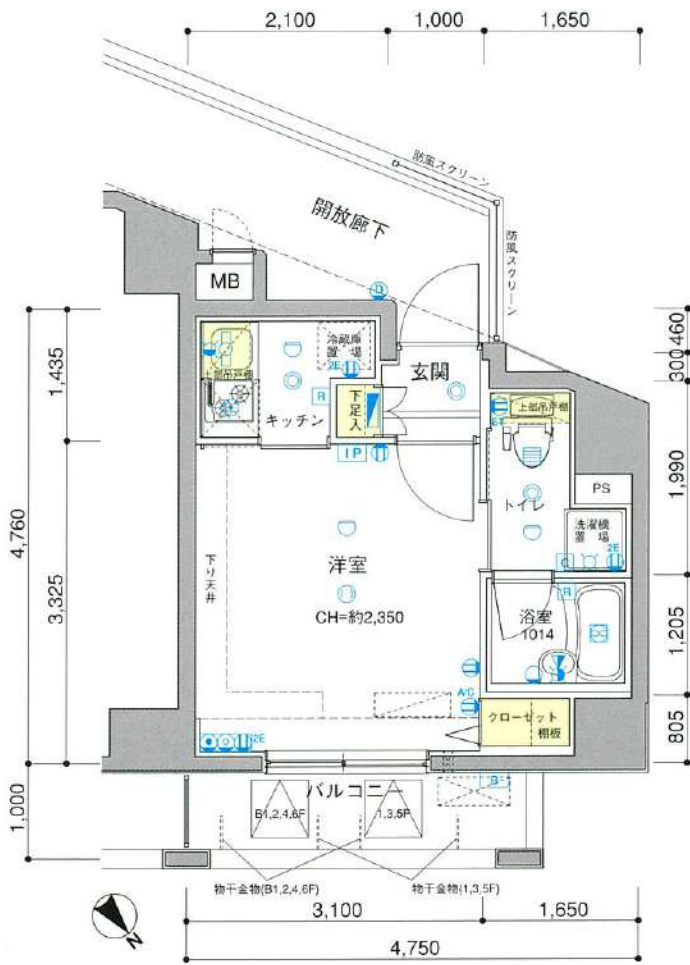 2,100
1,000
1,650
防風スクリーン
開放廊下
防風スクリーン
MB
D
460
300
1,435
冷蔵庫
置 場
2E
上部吊戸棚
キッチン
R
下足入
玄関
上部吊戸棚
ET
トイレ
1,990
PS
IP
洗濯機
置 場
2E
C
4,760
3,325
下り天井
洋室
CH=約2,350
R
浴室
1014
1,205
A/C
クローゼット
棚板
805
2E
バルコニー
B
B1,2,4,6F
1,3,5F
1,000
物干金物(B1,2,4,6F)
物干金物(1,3,5F)
N
3,100
1,650
4,750